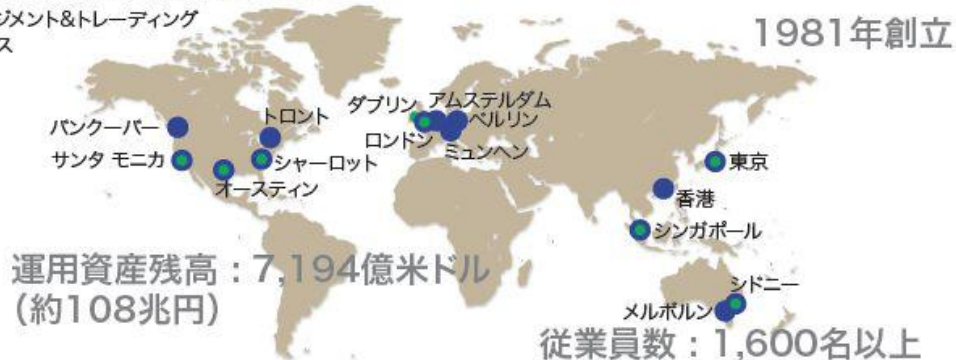 ジメント&トレーディング
ス
1981年創立
ダブリン
アムステルダム
トロント
バンクーバー
ベルリン
ロンドン
ミュンヘン
サンタ モニカ
シャーロット
東京
オースティン
香港
シンガポール
運用資産残高：7,194億米ドル
（約108兆円）
シドニー
メルボルン
従業員数：1,600名以上